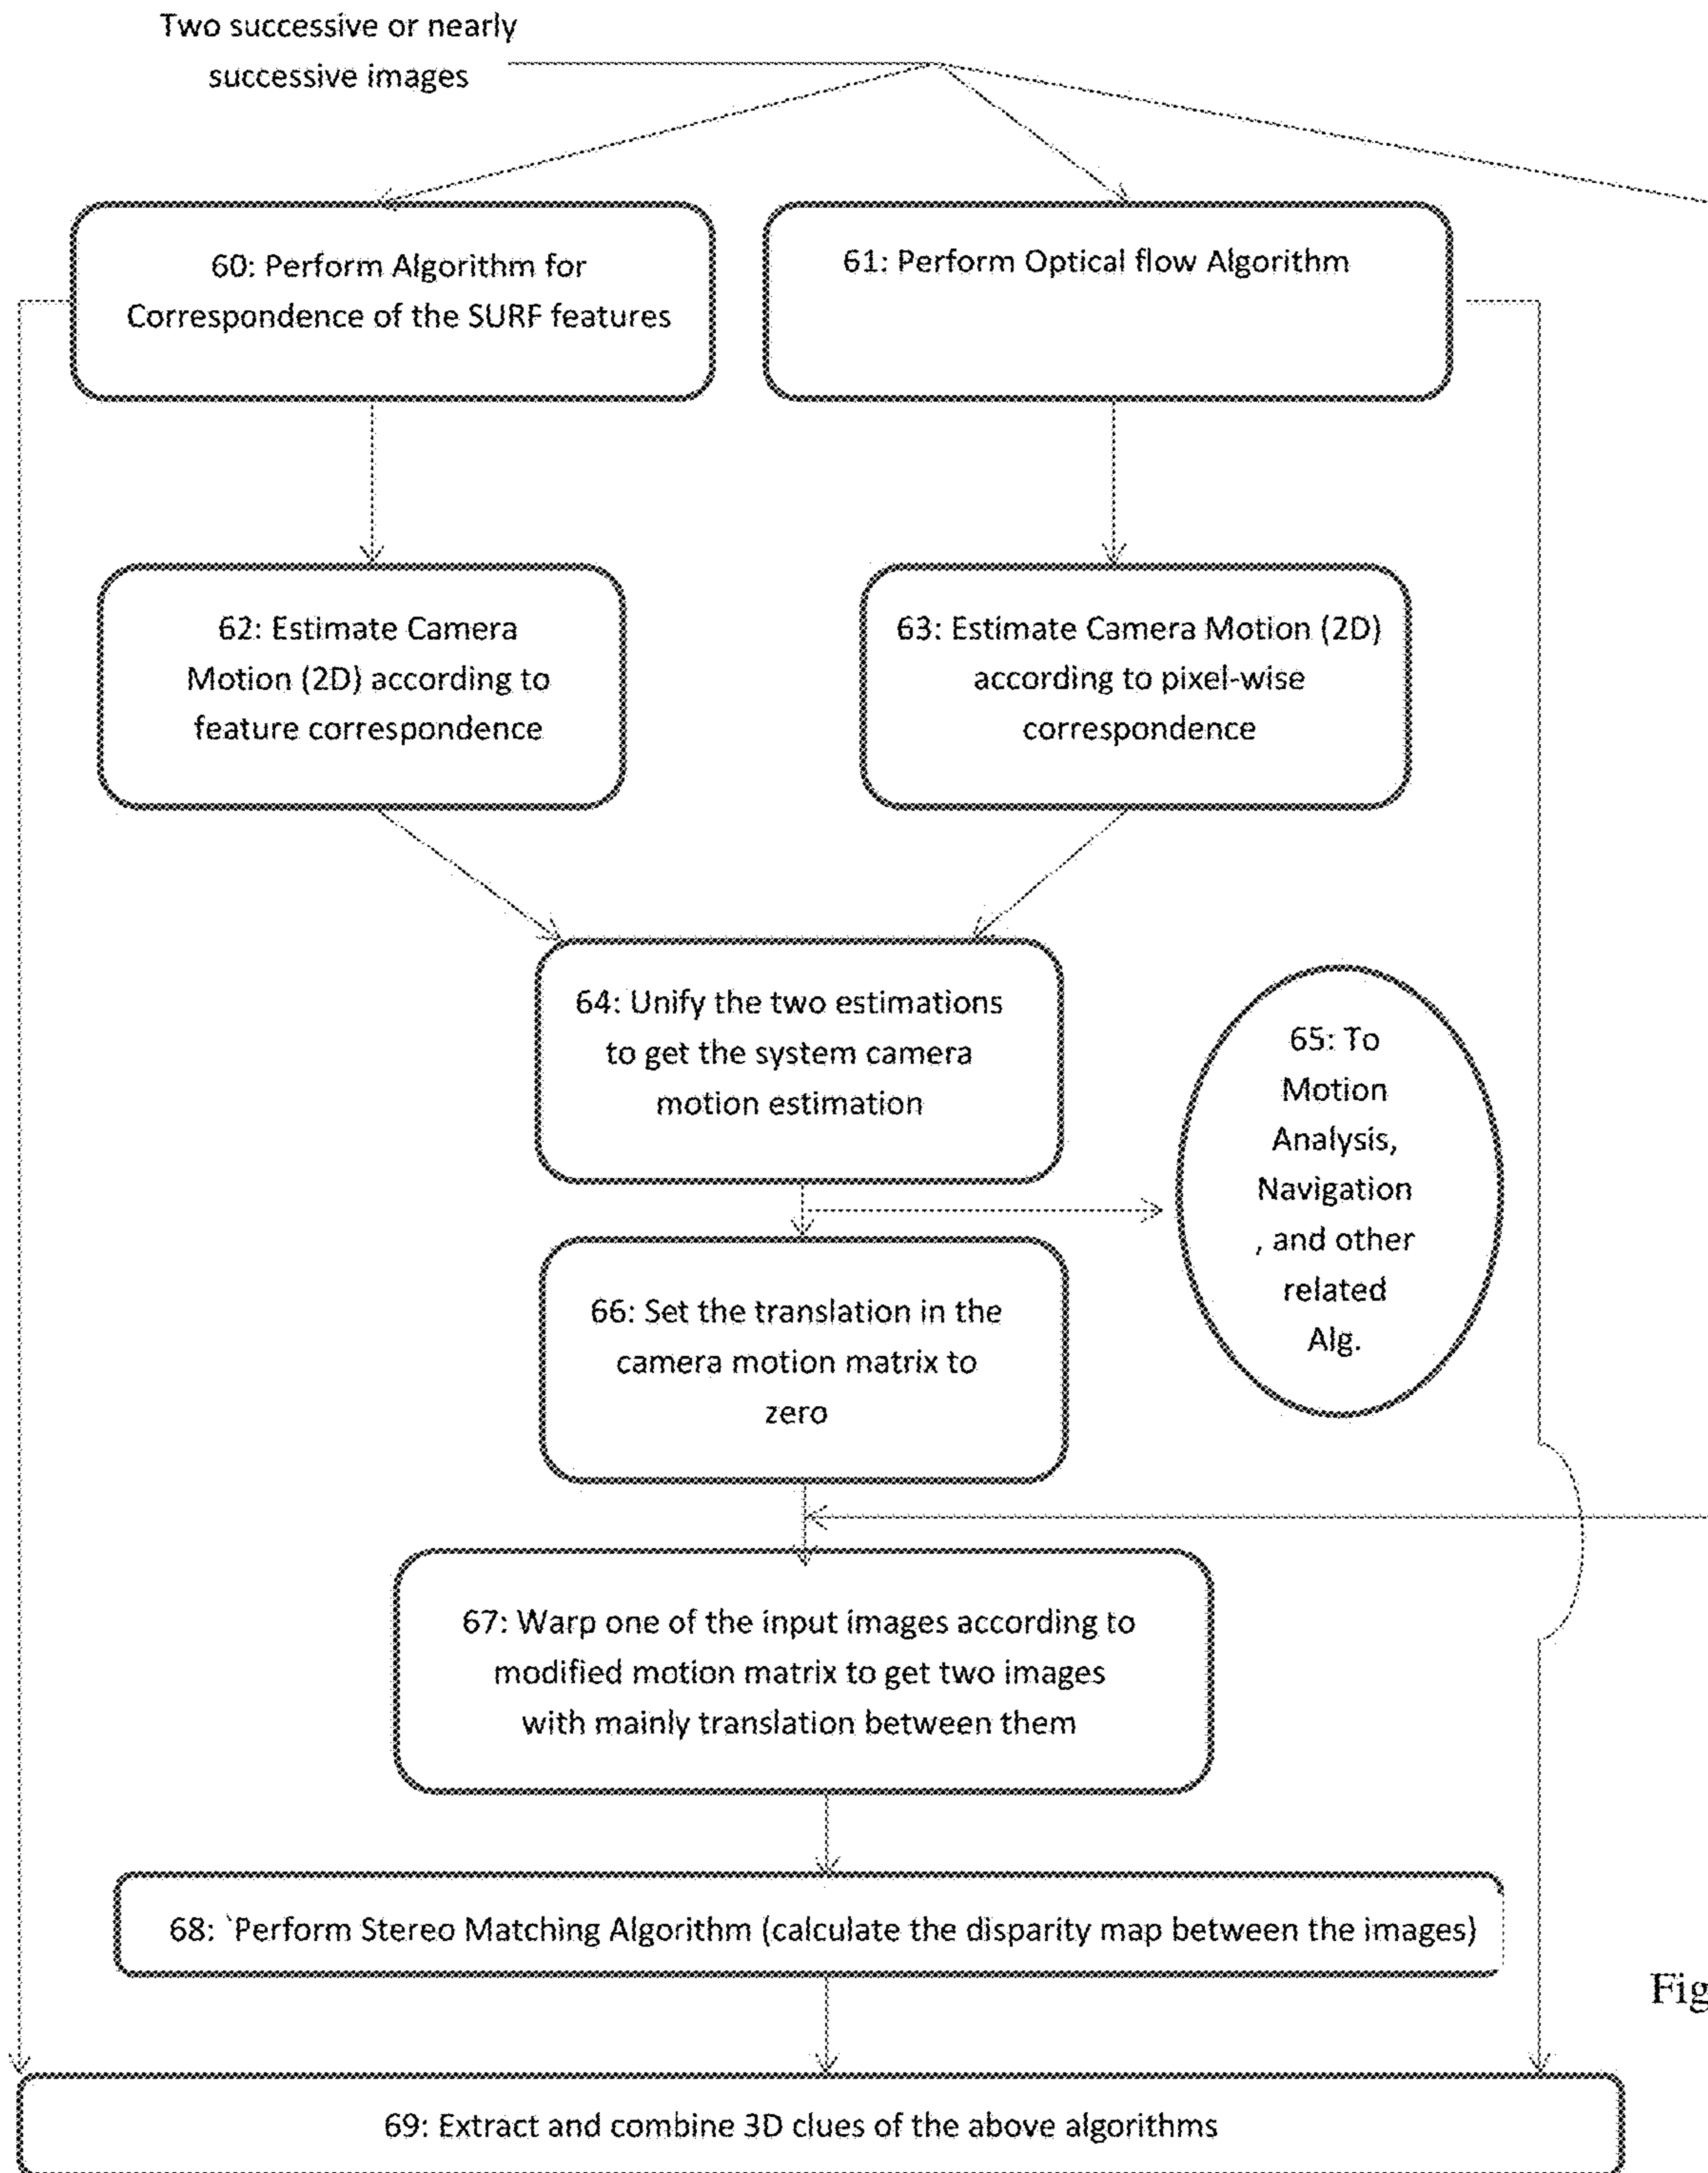 Two successive or nearly
successive images
60: Perform Algorithm for
Correspondence of the SURF features
61: Perform Optical flow Algorithm
62: Estimate Camera
Motion (2D) according to
feature correspondence
63: Estimate Camera Motion (2D)
according to pixel-wise
correspondence
64: Unify the two estimations
to get the system camera
motion estimation
65: To
Motion
Analysis,
Navigation
, and other
related
Alg.
66: Set the translation in the
camera motion matrix to
zero
67: Warp one of the input images according to
modified motion matrix to get two images
with mainly translation between them
68: `Perform Stereo Matching Algorithm (calculate the disparity map between the images)
Fig
69: Extract and combine 3D clues of the above algorithms